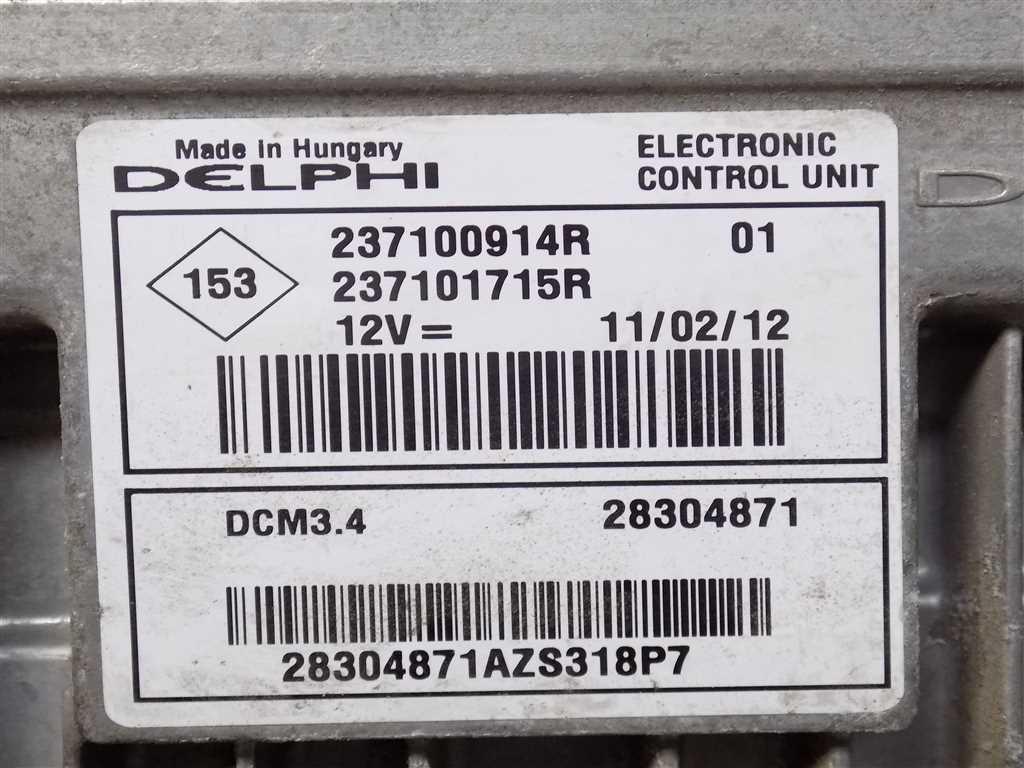 Made in Hungary
DELPHI
ELECTRONIC
CONTROL UNIT
D
153
237100914R 01
237101715R
12V = 11/02/12
DCM3.4 28304871
28304871AZS318P7